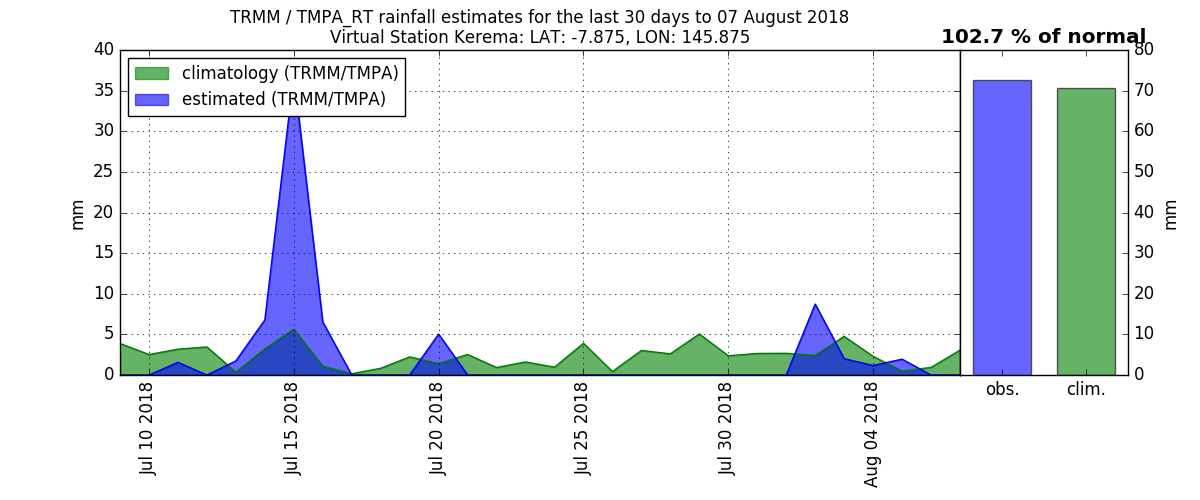 TRMM / TMPA_RT rainfall estimates for the last 30 days to 07 August 2018
Virtual Station Kerema: LAT: -7.875, LON: 145.875
102.7 % of normal
climatology (TRMM/TMPA)
estimated (TRMM/TMPA)
mm
40
35
30
25
20
15
10
5
0
Jul 10 2018
Jul 15 2018
Jul 20 2018
Jul 25 2018
Jul 30 2018
Aug 04 2018
obs.
clim.
80
70
60
50
40
30
20
10
0
mm